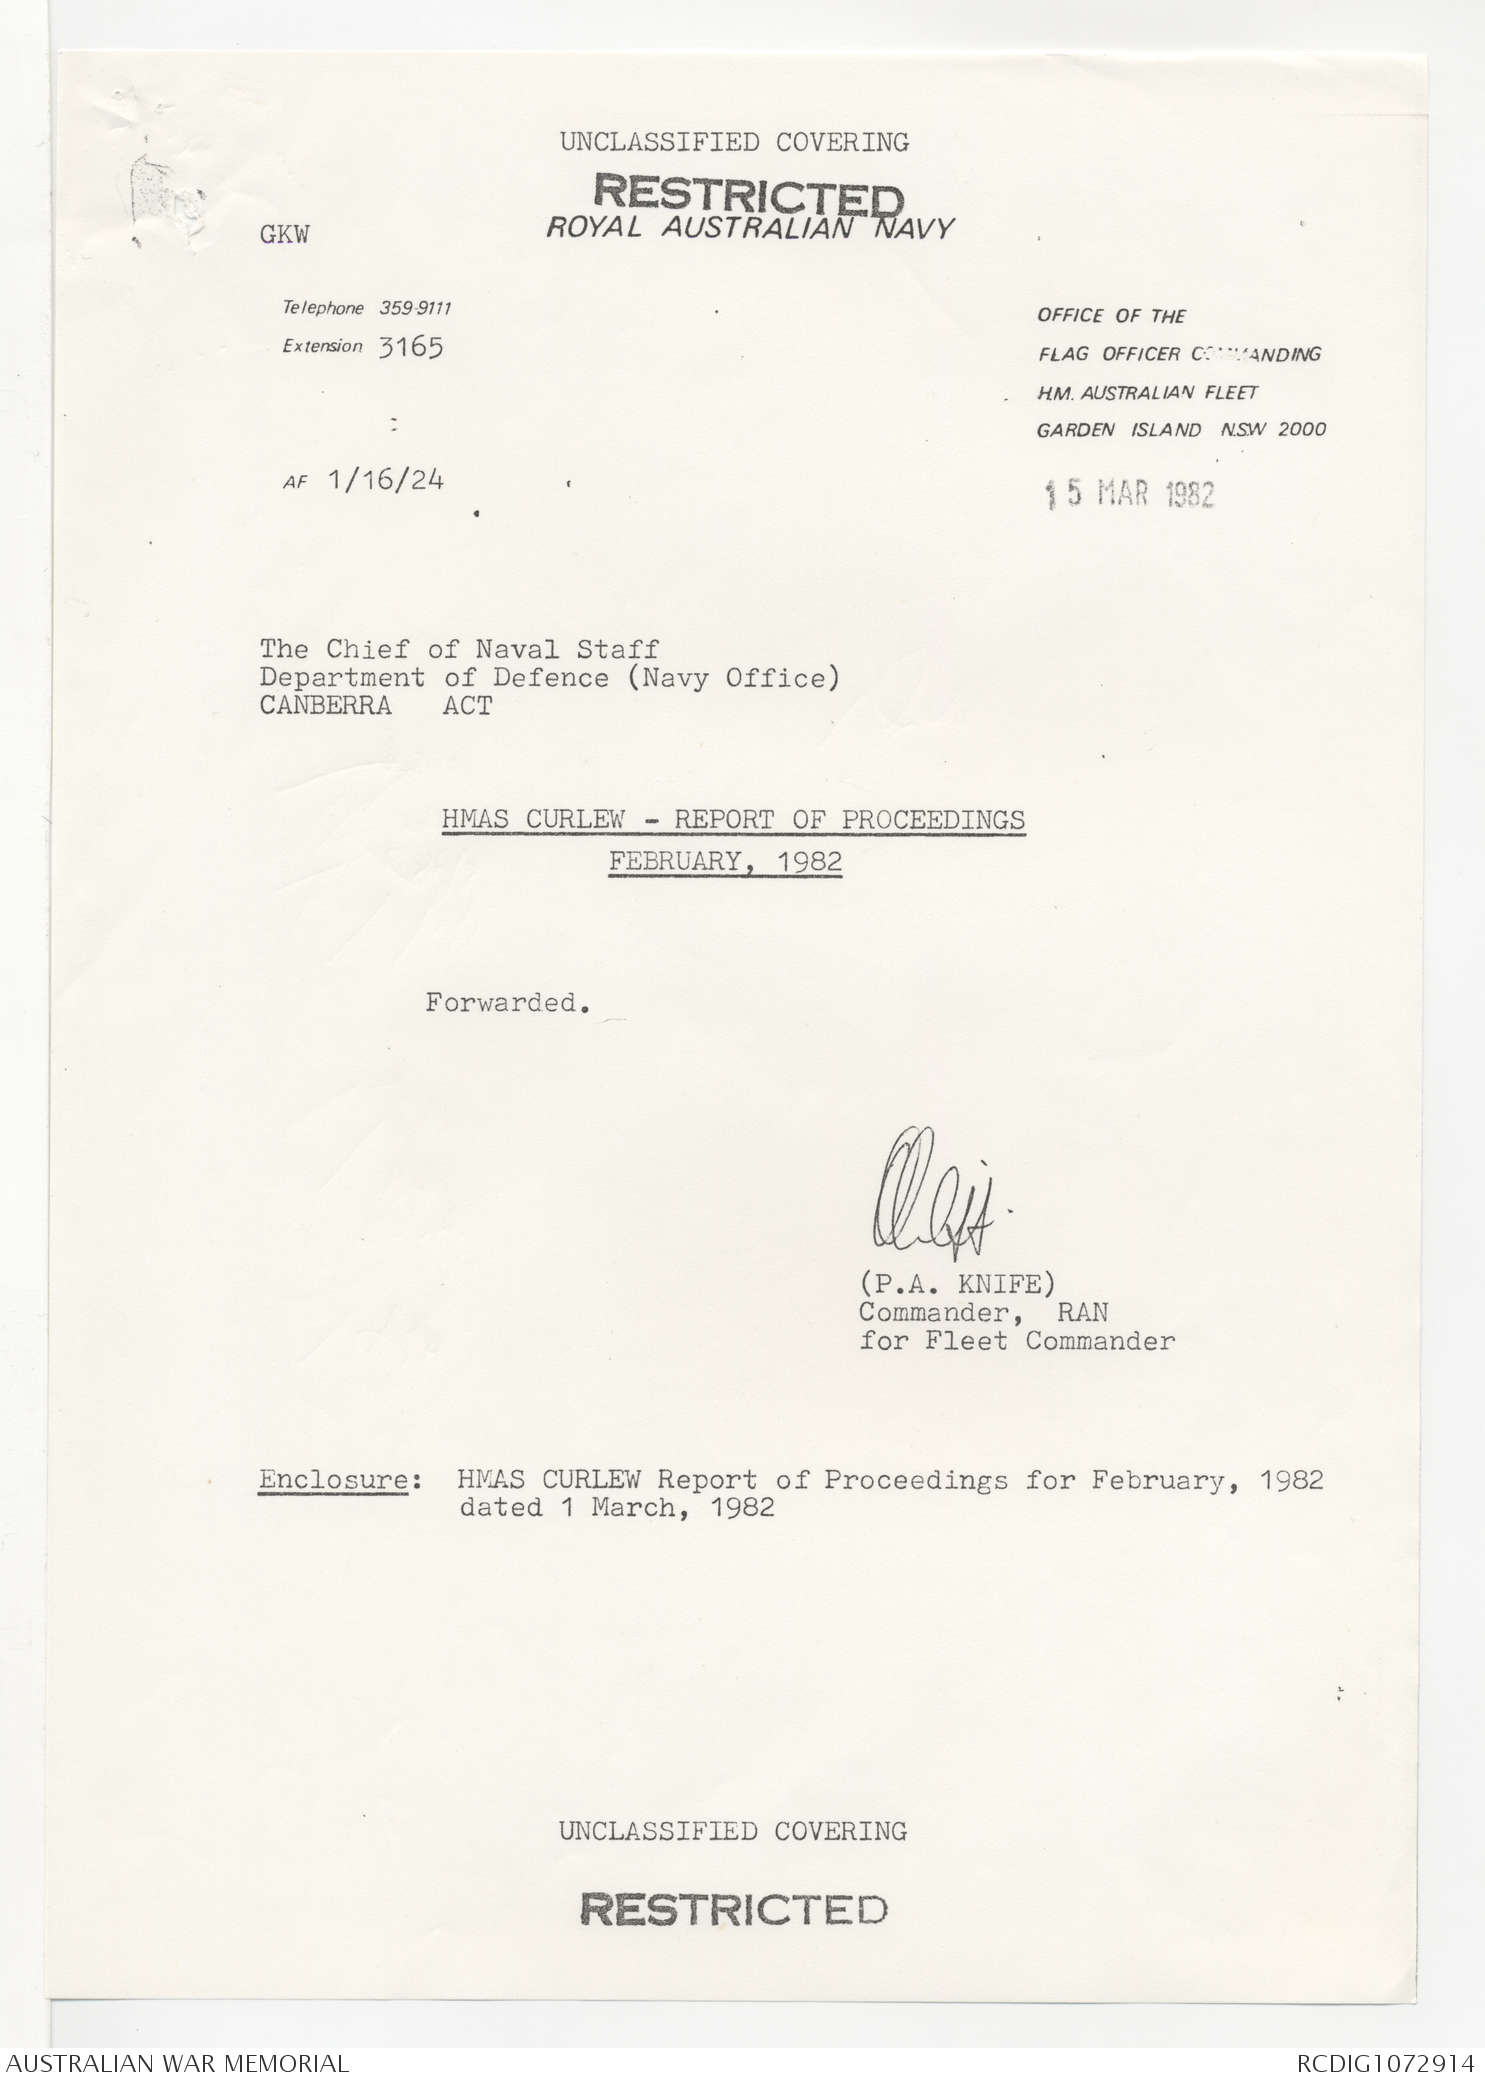 UNCLASSIFIED COVERING
RESTRICTED
ROYAL AUSTRALIAN NAVY
GKW
Telephone 359-9111
Extension 3165
OFFICE OF THE
FLAG OFFICER COMMANDING
H.M. AUSTRALIAN FLEET
GARDEN ISLAND N.S.W 2000
AF 1/16/24
15 MAR 1982
The Chief of Naval Staff
Department of Defence (Navy Office)
CANBERRA ACT
HMAS CURLEW - REPORT OF PROCEEDINGS
FEBRUARY, 1982
Forwarded.
(P.A. KNIFE)
Commander, RAN
for Fleet Commander
Enclosure: HMAS CURLEW Report of Proceedings for February, 1982
dated 1 March, 1982
UNCLASSIFIED COVERING
RESTRICTED
AUSTRALIAN WAR MEMORIAL
RCDIG1072914